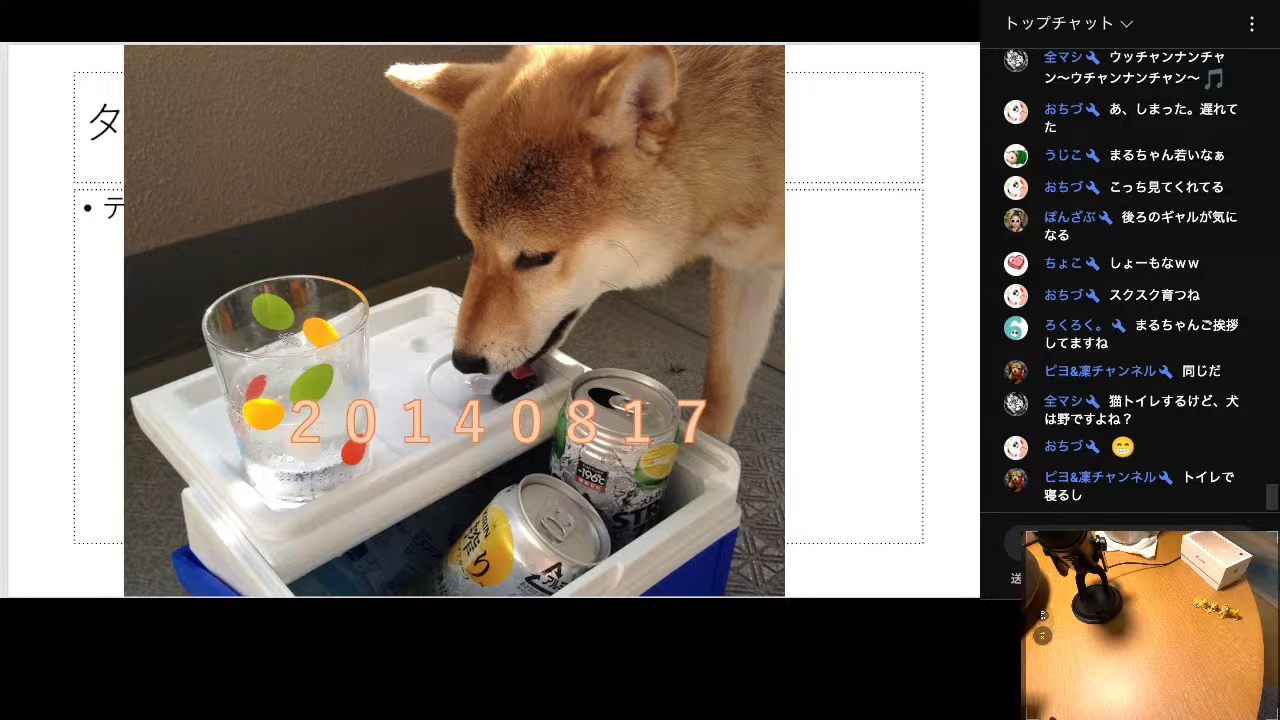 タ
• テ
20140817
-196℃
STR
KIRIN
搾り
トップチャット
全マシ ウッチャンナンチャ
ン〜ウチャンナンチャン〜
おちづ あ、しまった。遅れて
た
うじこ まるちゃん若いなぁ
おちづ こっち見てくれてる
ぽんざぶ 後ろのギャルが気に
なる
ちょこ しょーもなｗｗ
おちづ スクスク育つね
ろくろく。 まるちゃんご挨拶
してますね
ピヨ&凜チャンネル 同じだ
全マシ 猫トイレするけど、犬
は野ですよね？
おちづ 😁
ピヨ&凜チャンネル トイレで
寝るし
送